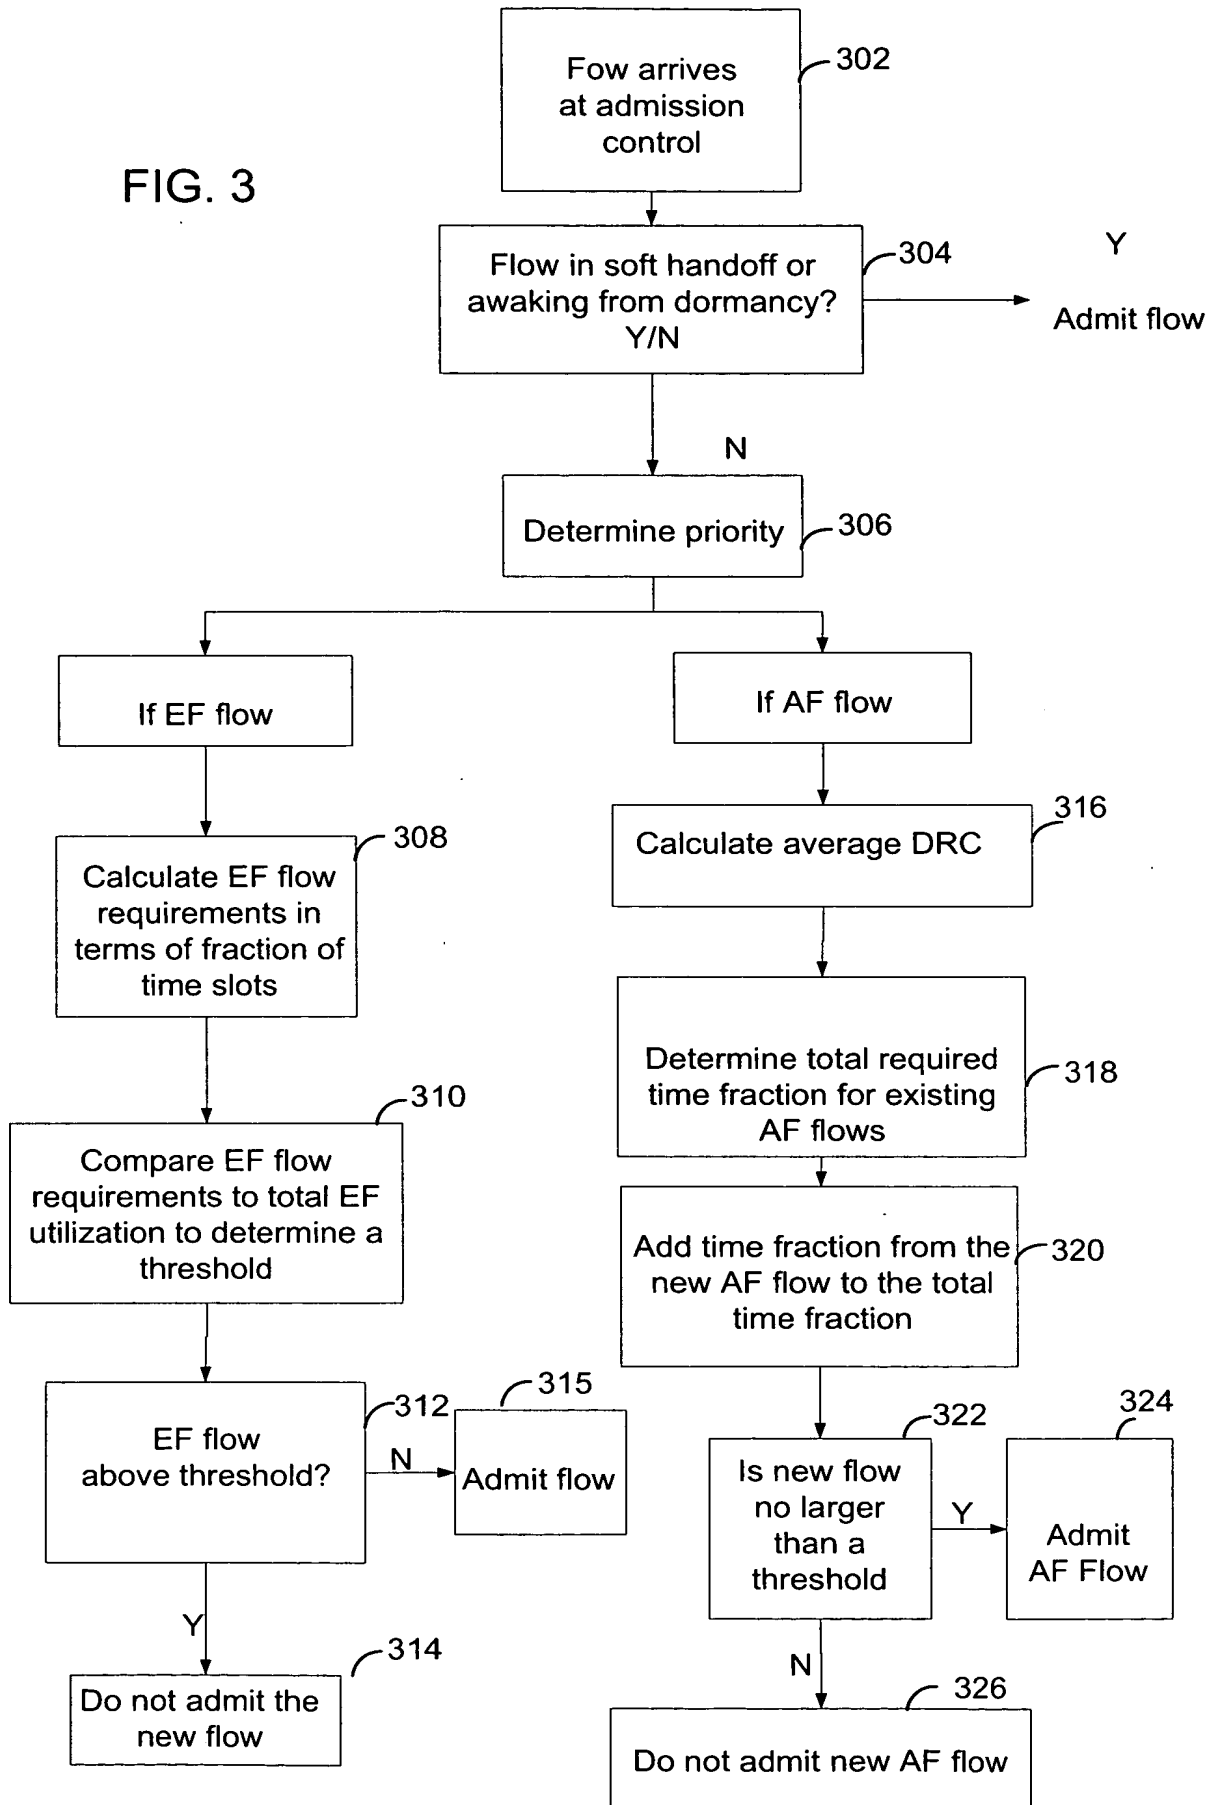 Fow arrives
at admission
control
302
FIG. 3
Flow in soft handoff or
awaking from dormancy?
Y/N
304
Y
Admit flow
N
Determine priority
306
If EF flow
If AF flow
308
Calculate EF flow
requirements in
terms of fraction of
time slots
316
Calculate average DRC
310
Compare EF flow
requirements to total EF
utilization to determine a
threshold
Determine total required
time fraction for existing
AF flows
318
Add time fraction from the
new AF flow to the total
time fraction
320
EF flow
above threshold?
312
N
315
Admit flow
Y
314
Do not admit the
new flow
322
Is new flow
no larger
than a
threshold
Y
324
Admit
AF Flow
N
326
Do not admit new AF flow